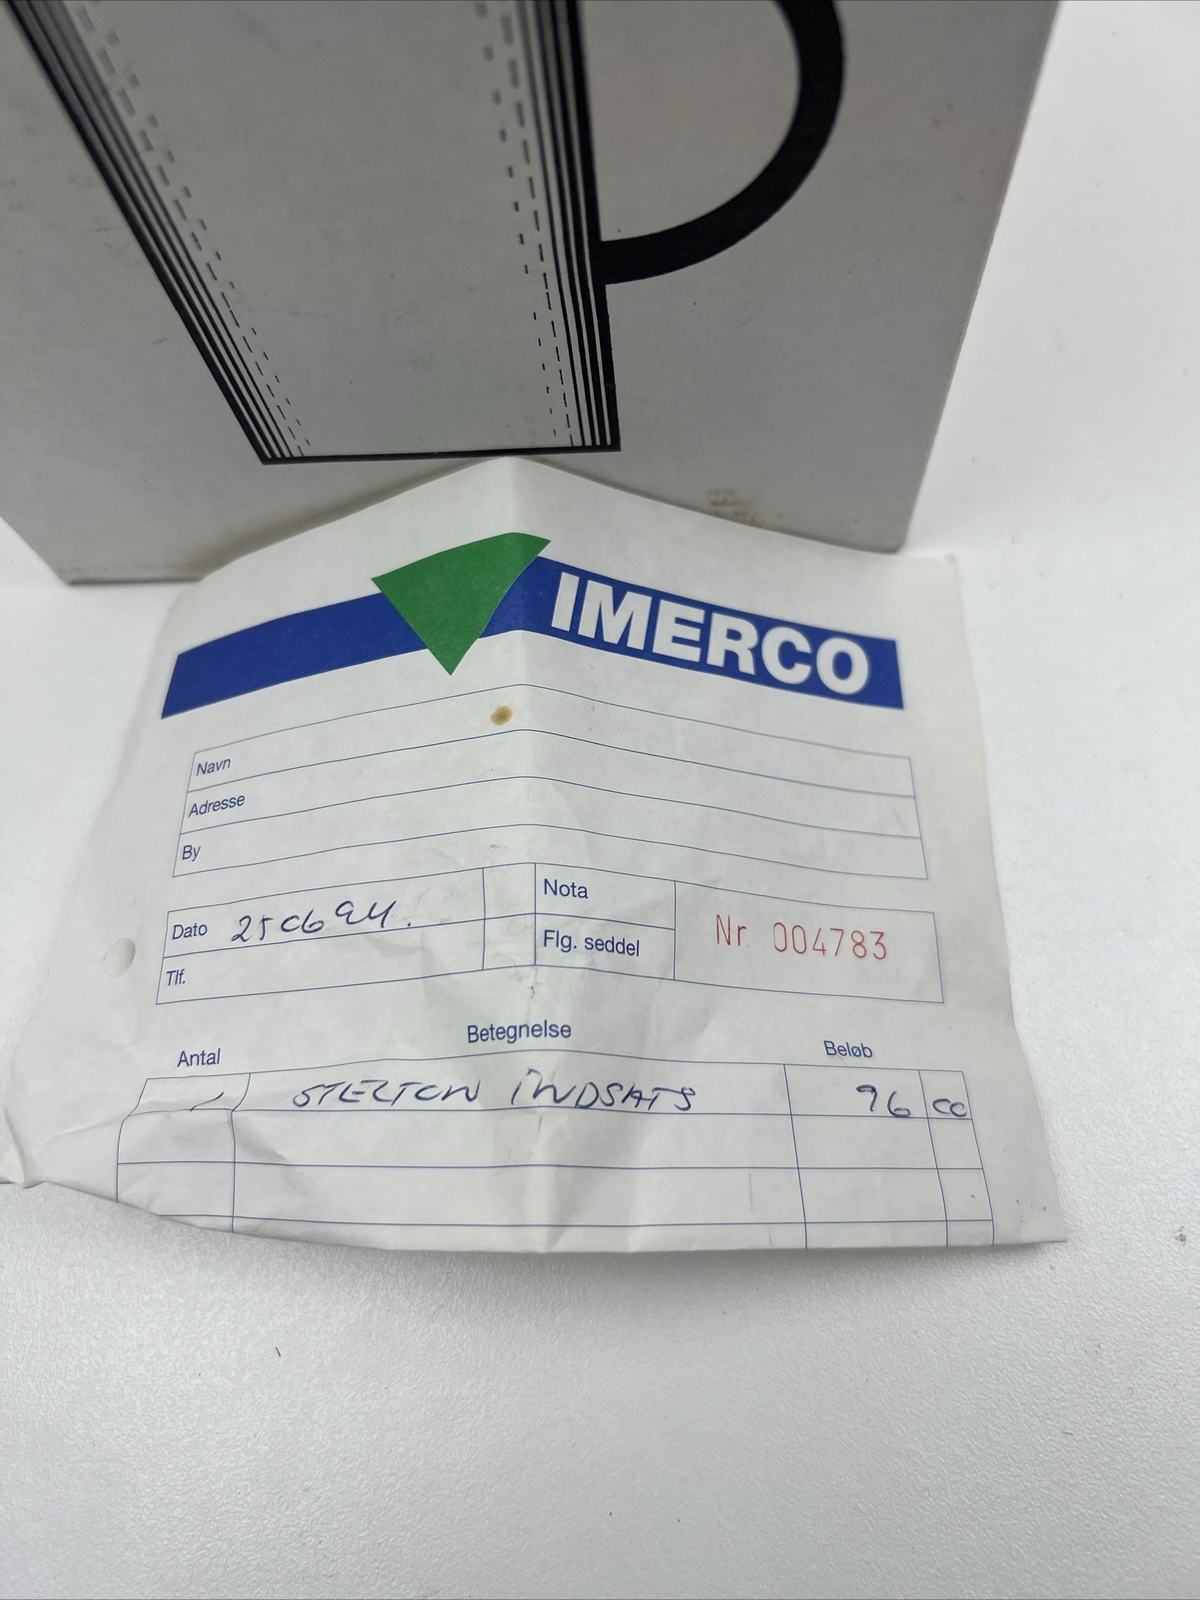 IMERCO
Navn
Adresse
By
Dato 250694.
Nota
Tlf.
Flg. seddel
Nr. 004783
Antal Betegnelse Beløb
1 STELTON INDSATS 96 00